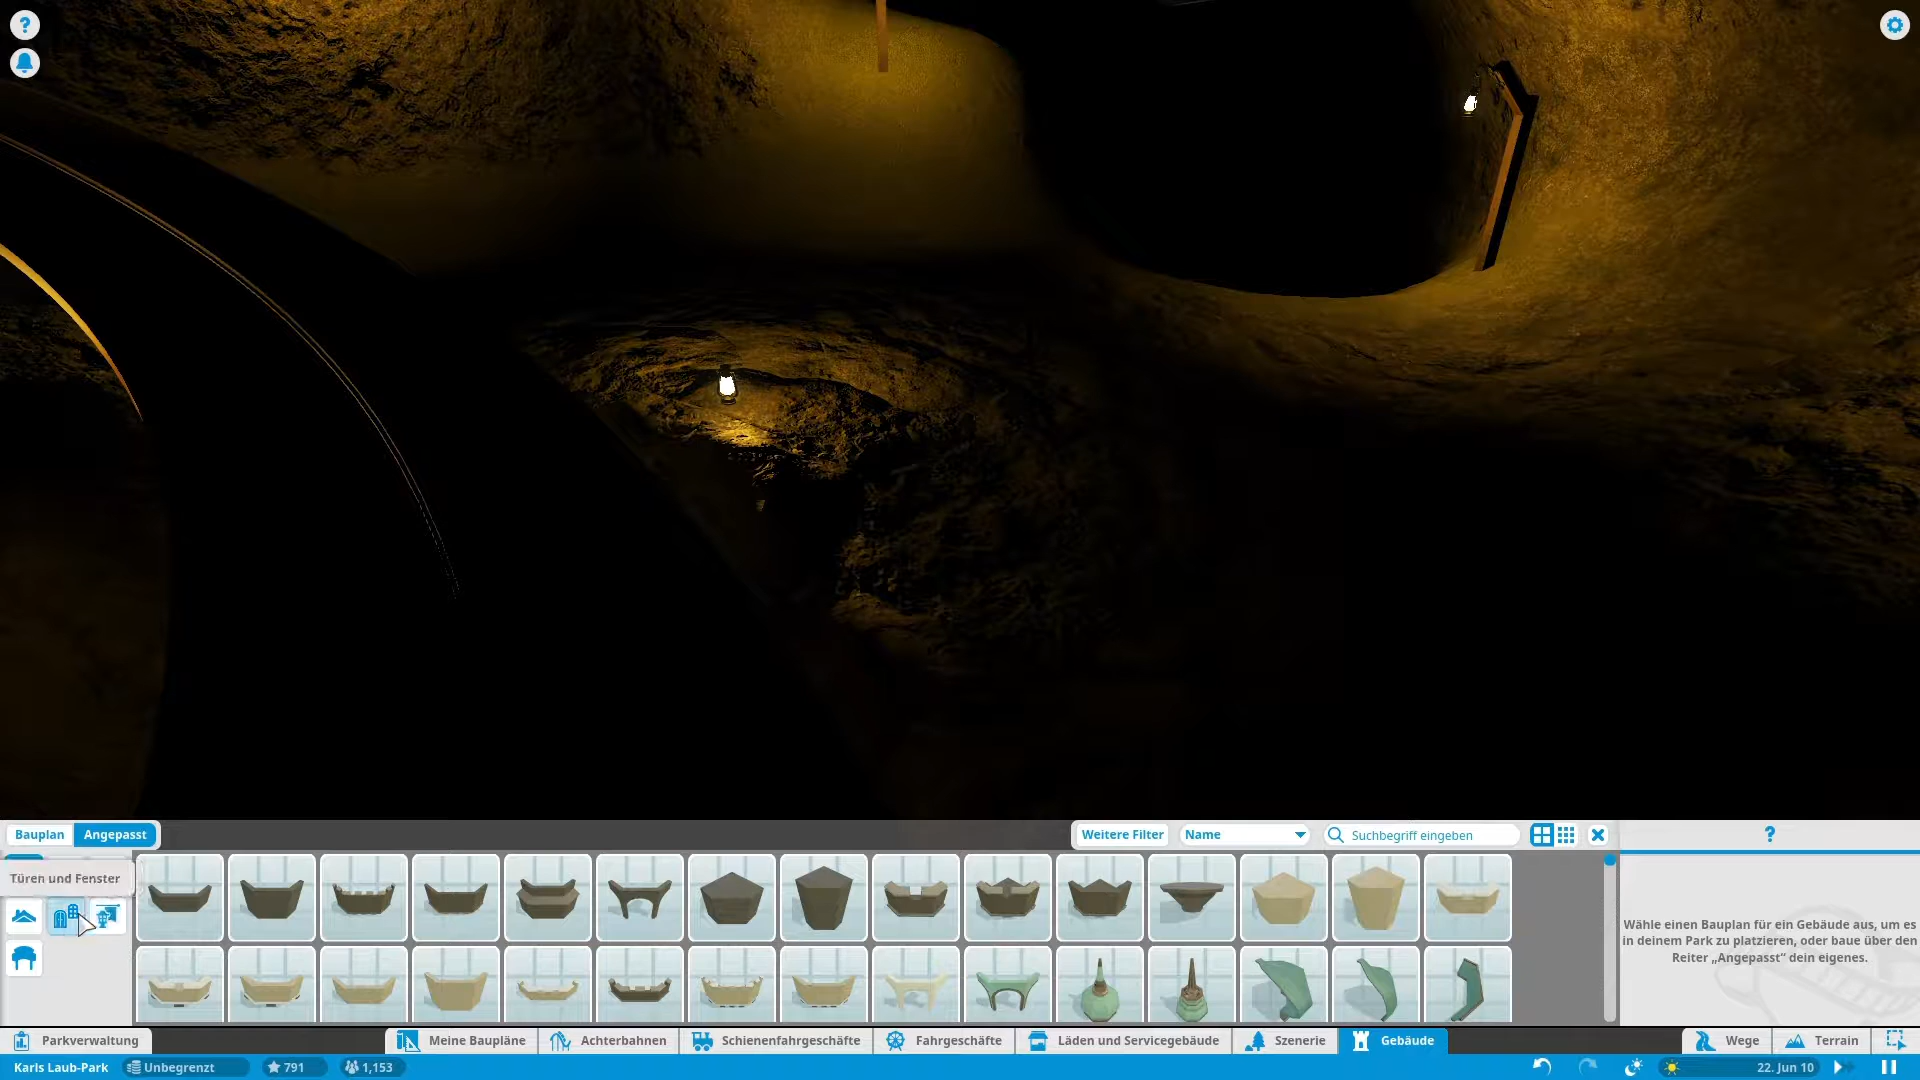 Bauplan
Angepasst
Weitere Filter
Name
Suchbegriff eingeben
?
?
Türen und Fenster
Wähle einen Bauplan für ein Gebäude aus, um es
in deinem Park zu platzieren, oder baue über den
Reiter „Angepasst“ dein eigenes.
Parkverwaltung
Meine Baupläne
Achterbahnen
Schienenfahrgeschäfte
Fahrgeschäfte
Läden und Servicegebäude
Szenerie
Gebäude
Wege
Terrain
Karls Laub-Park
Unbegrenzt
791
1,153
22. Jun 10